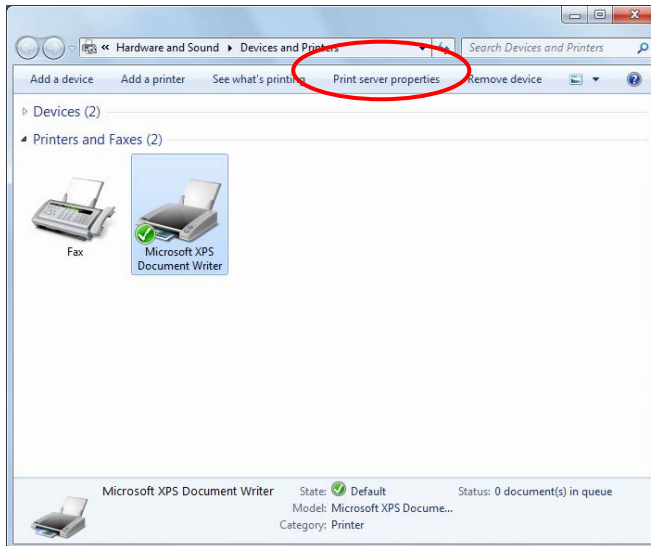 « Hardware and Sound ▸ Devices and Printers
Search Devices and Printers
Add a device Add a printer See what's printing Print server properties Remove device
Devices (2)
Printers and Faxes (2)
Fax
Microsoft XPS
Document Writer
Microsoft XPS Document Writer State: Default Status: 0 document(s) in queue
Model: Microsoft XPS Docume...
Category: Printer